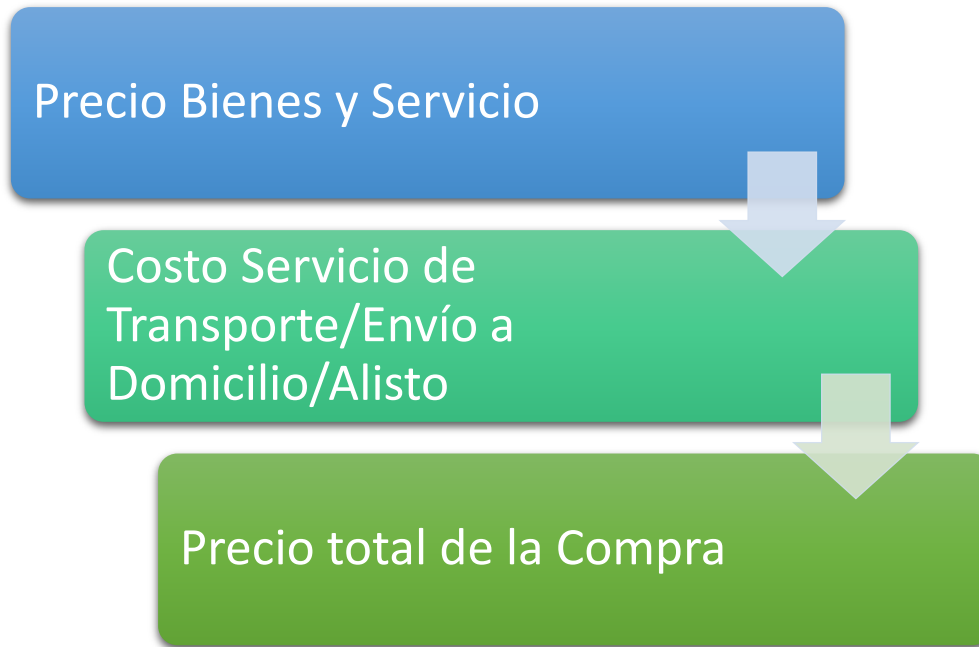 Precio Bienes y Servicio
Costo Servicio de
Transporte/Envío a
Domicilio/Alisto
Precio total de la Compra